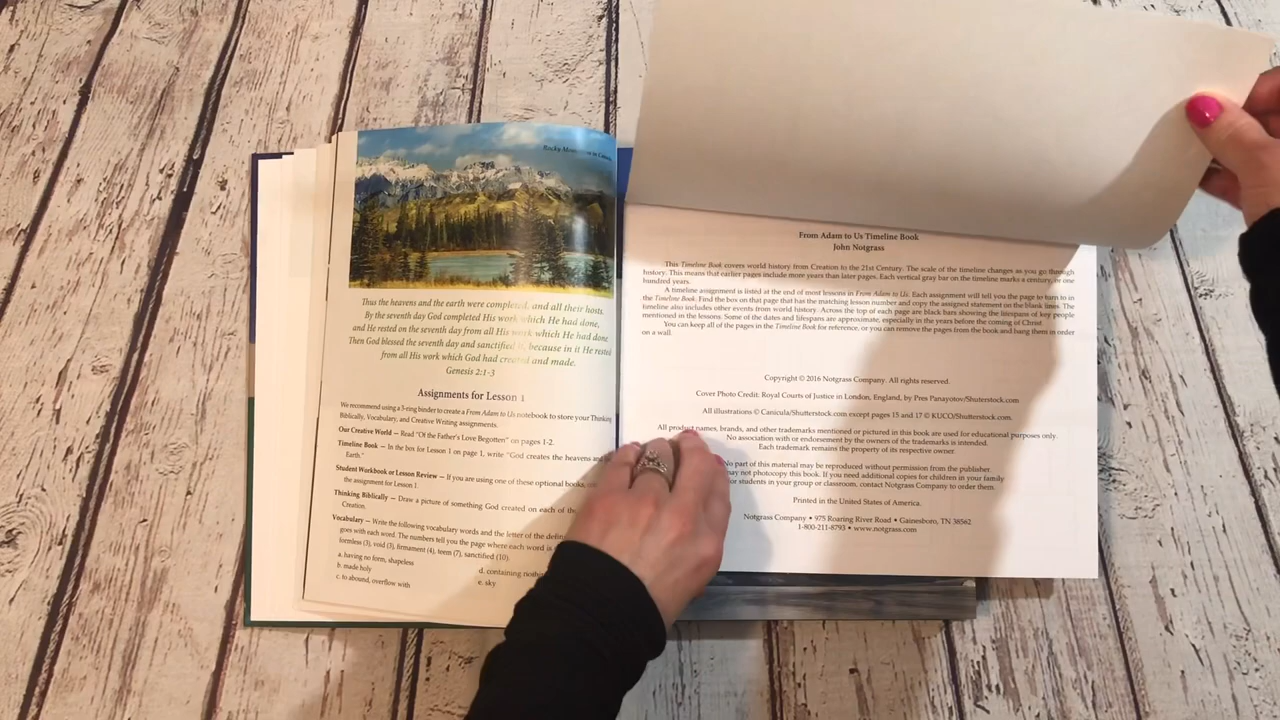 Rocky Mountains in Canada
Thus the heavens and the earth were completed, and all their hosts.
By the seventh day God completed His work which He had done,
and He rested on the seventh day from all His work which He had done.
Then God blessed the seventh day and sanctified it, because in it He rested
from all His work which God had created and made.
Genesis 2:1-3
Assignments for Lesson 1
We recommend using a 3-ring binder to create a From Adam to Us notebook to store your Thinking
Biblically, Vocabulary, and Creative Writing assignments.
Our Creative World — Read "Of the Father's Love Begotten" on pages 1-2.
Timeline Book — In the box for Lesson 1 on page 1, write "God creates the heavens and
Earth."
Student Workbook or Lesson Review — If you are using one of these optional books,
the assignment for Lesson 1.
Thinking Biblically — Draw a picture of something God created on each of the
Creation.
Vocabulary — Write the following vocabulary words and the letter of the
goes with each word. The numbers tell you the page where each word is
formless (3), void (3), firmament (4), teem (7), sanctified (10).
a. having no form, shapeless
b. made holy
c. to abound, overflow with
d. containing
e. sky
From Adam to Us Timeline Book
John Notgrass
This Timeline Book covers world history from Creation to the 21st Century. The scale of the timeline changes as you go through
history. This means that earlier pages include more years than later pages. Each vertical gray bar on the timeline marks a century, or one
hundred years.
A timeline assignment is listed at the end of most lessons in From Adam to Us. Each assignment will tell you the page to turn to in
the Timeline Book. Find the box on that page that has the matching lesson number and copy the assigned statement on the blank lines. The
timeline also includes other events from world history. Across the top of each page are black bars showing the lifespans of key people
mentioned in the lessons. Some of the dates and lifespans are approximate, especially in the years before the coming of Christ.
You can keep all of the pages in the Timeline Book for reference, or you can remove the pages from the book and hang them in order
on a wall.
Copyright © 2016 Notgrass Company. All rights reserved.
Cover Photo Credit: Royal Courts of Justice in London, England, by Pres Panayotov/Shutterstock.com
All illustrations © Canicula/Shutterstock.com except pages 15 and 17 © KUCO/Shutterstock.com.
All product names, brands, and other trademarks mentioned or pictured in this book are used for educational purposes only.
No association with or endorsement by the owners of the trademarks is intended.
Each trademark remains the property of its respective owner.
No part of this material may be reproduced without permission from the publisher.
may not photocopy this book. If you need additional copies for children in your family
or students in your group or classroom, contact Notgrass Company to order them.
Printed in the United States of America.
Notgrass Company • 975 Roaring River Road • Gainesboro, TN 38562
1-800-211-8793 • www.notgrass.com